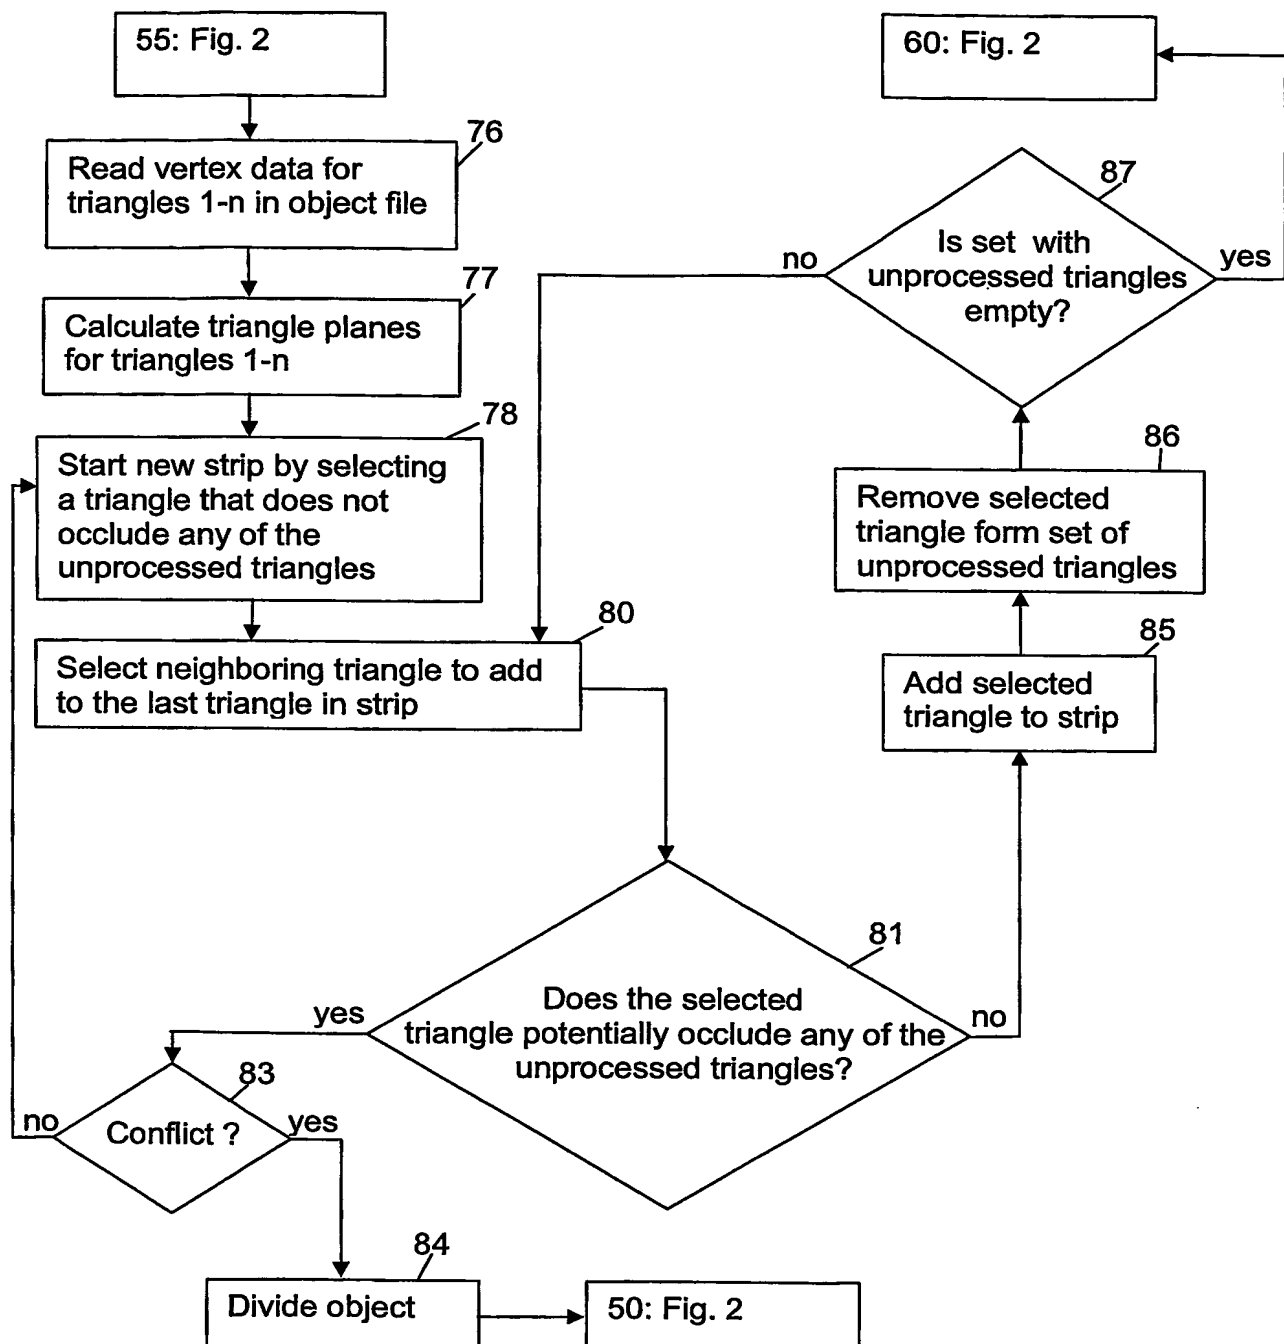 55: Fig. 2
76
Read vertex data for
triangles 1-n in object file
77
Calculate triangle planes
for triangles 1-n
78
Start new strip by selecting
a triangle that does not
occlude any of the
unprocessed triangles
80
Select neighboring triangle to add
to the last triangle in strip
81
Does the selected
triangle potentially occlude any of the
unprocessed triangles?
yes
no
83
Conflict ?
no
yes
84
Divide object
50: Fig. 2
85
Add selected
triangle to strip
86
Remove selected
triangle form set of
unprocessed triangles
87
Is set with
unprocessed triangles
empty?
no
yes
60: Fig. 2